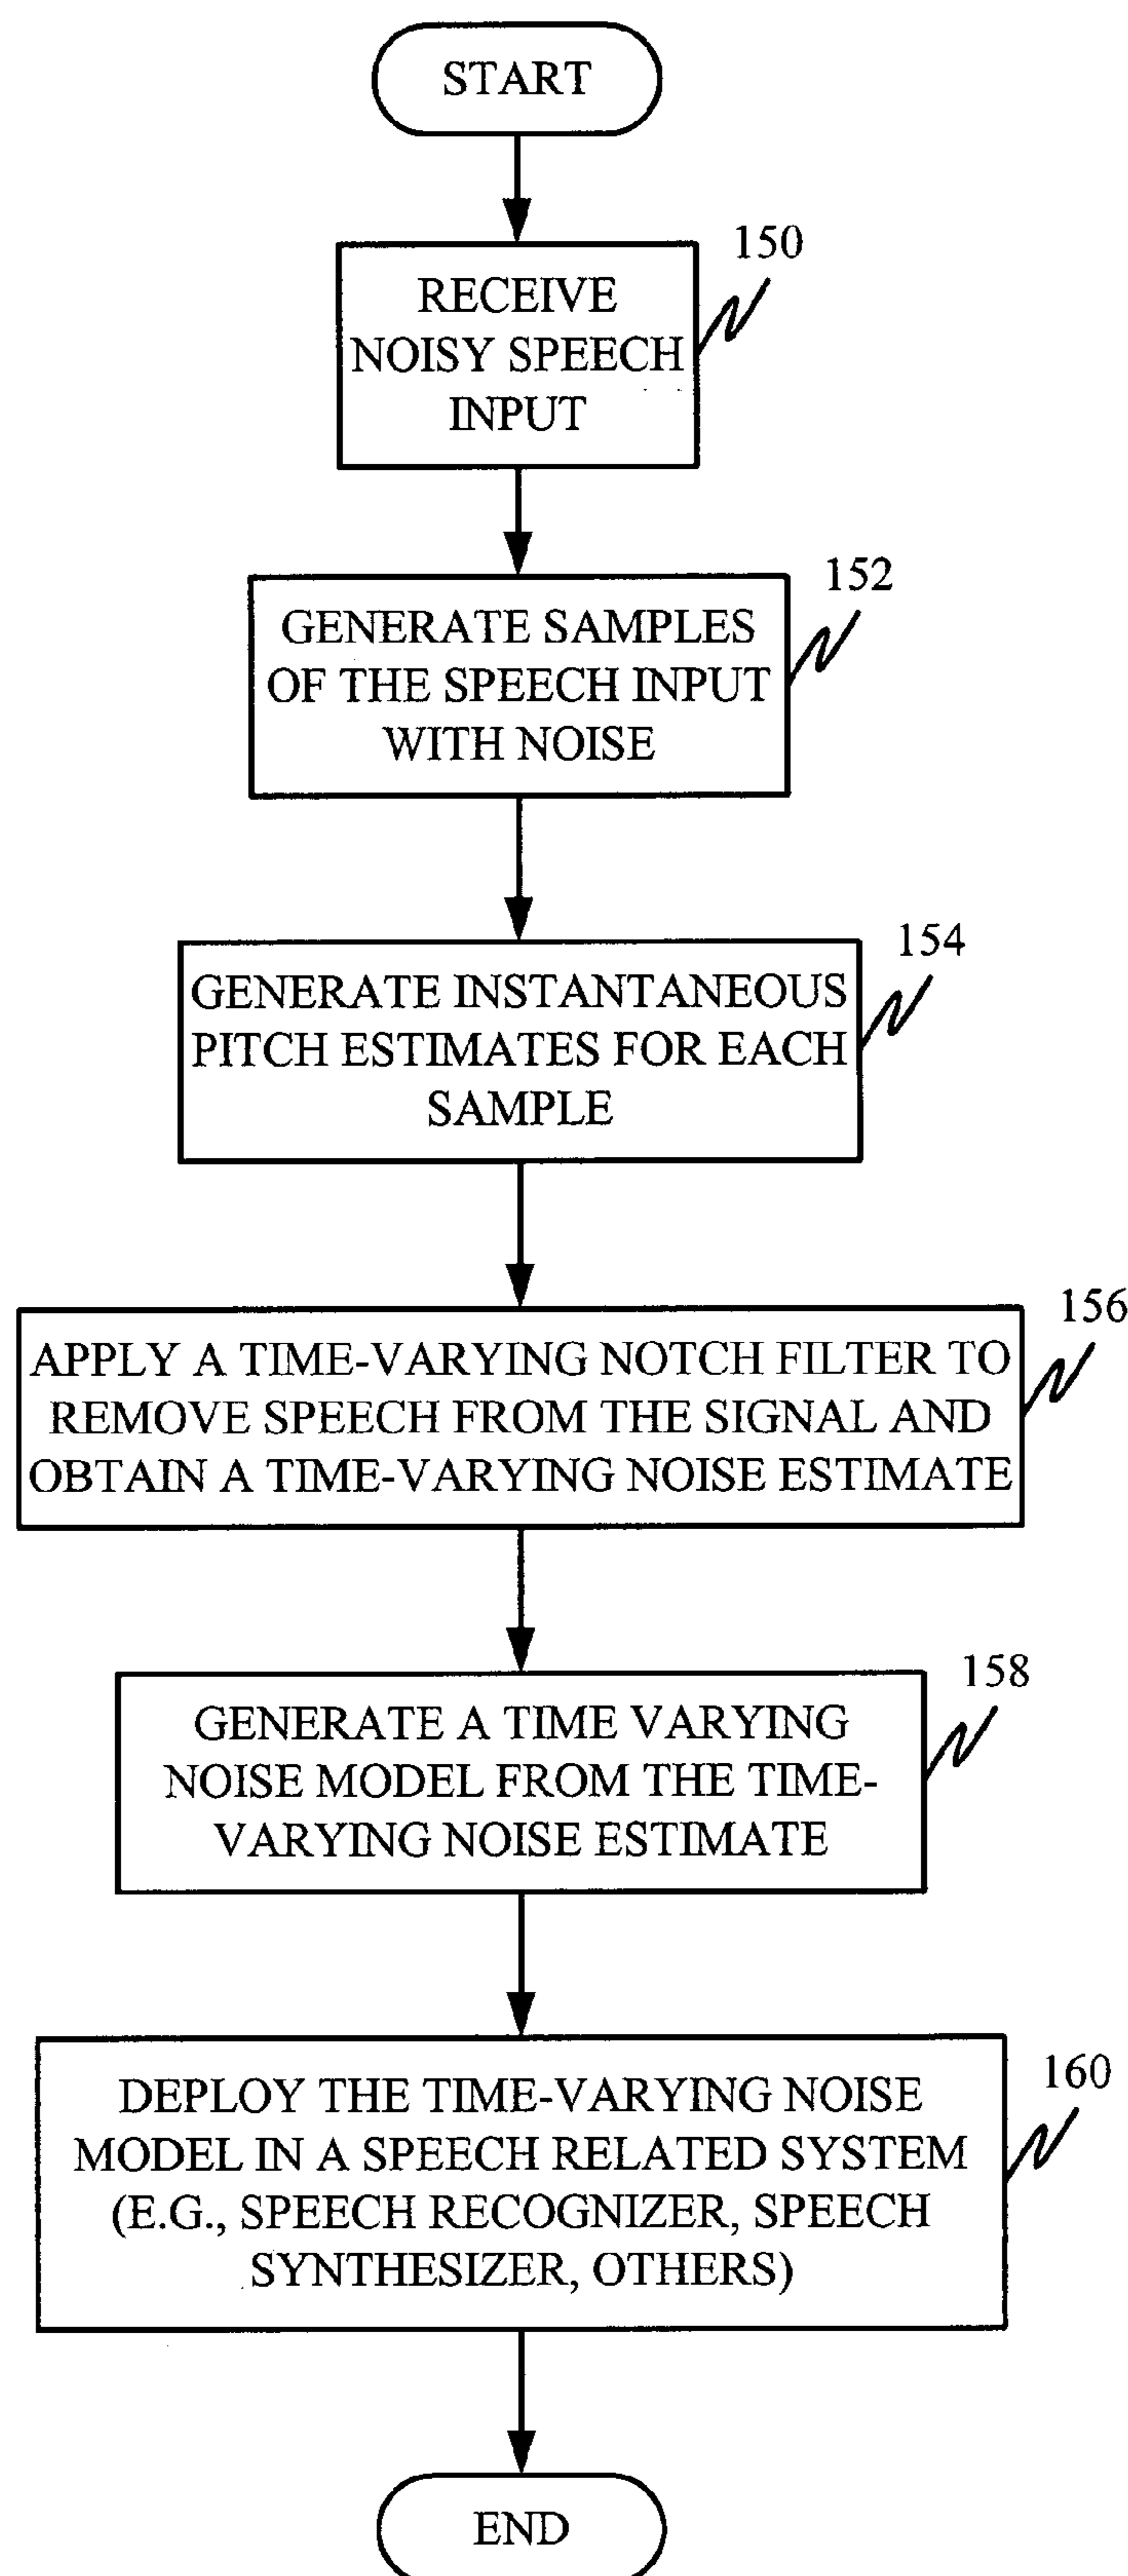 START
RECEIVE
NOISY SPEECH
INPUT
150
GENERATE SAMPLES
OF THE SPEECH INPUT
WITH NOISE
152
GENERATE INSTANTANEOUS
PITCH ESTIMATES FOR EACH
SAMPLE
154
APPLY A TIME-VARYING NOTCH FILTER TO
REMOVE SPEECH FROM THE SIGNAL AND
OBTAIN A TIME-VARYING NOISE ESTIMATE
156
GENERATE A TIME VARYING
NOISE MODEL FROM THE TIME-
VARYING NOISE ESTIMATE
158
DEPLOY THE TIME-VARYING NOISE
MODEL IN A SPEECH RELATED SYSTEM
(E.G., SPEECH RECOGNIZER, SPEECH
SYNTHESIZER, OTHERS)
160
END